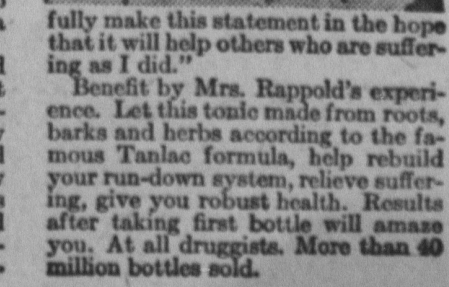 fully make this statement in the hope
that it will help others who are suffer-
ing as I did."
Benefit by Mrs. Rappold's experi-
ence. Let this tonic made from roots,
barks and herbs according to the fa-
mous Tanlac formula, help rebuild
your run-down system, relieve suffer-
ing, give you robust health. Results
after taking first bottle will amaze
you. At all druggists. More than 40
million bottles sold.